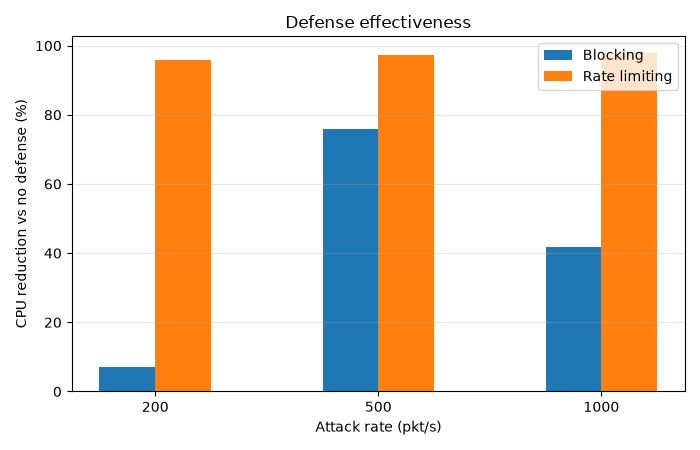 Defense effectiveness
Blocking
Rate limiting
CPU reduction vs no defense (%)
100
80
60
40
20
0
200 500 1000
Attack rate (pkt/s)